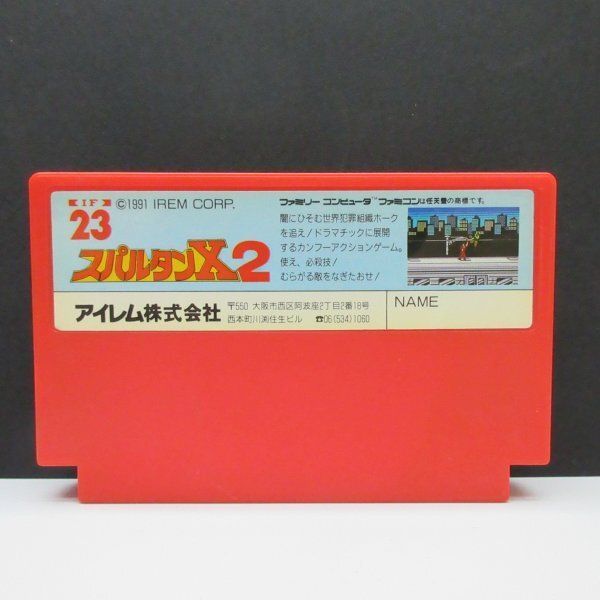 IF
23
©1991 IREM CORP.
スパルタンX2
ファミリー コンピュータ™ ファミコンは任天堂の商標です。
闇にひそむ世界犯罪組織ホーク
を追え!ドラマチックに展開
するカンフーアクションゲーム。
使え、必殺技!
むらがる敵をなぎたおせ!
アイレム株式会社
〒550 大阪市西区阿波座2丁目2番18号
西本町川渕住生ビル ☎06(534)1060
NAME